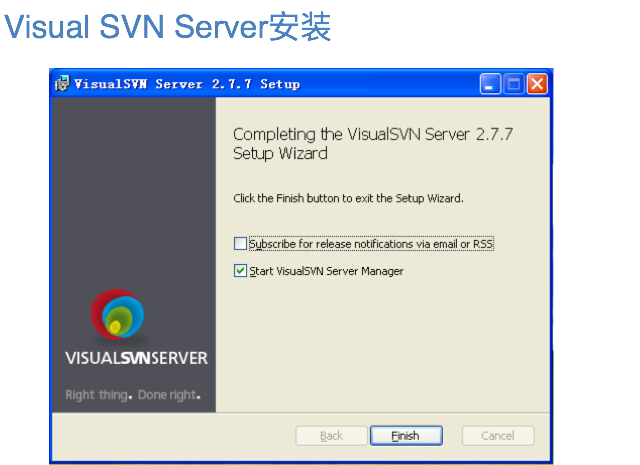 Visual SVN Server安装
VisualSVN Server 2.7.7 Setup
Completing the VisualSVN Server 2.7.7
Setup Wizard
Click the Finish button to exit the Setup Wizard.
Subscribe for release notifications via email or RSS
Start VisualSVN Server Manager
VISUALSVNSERVER
Right thing. Done right.
Back Finish Cancel